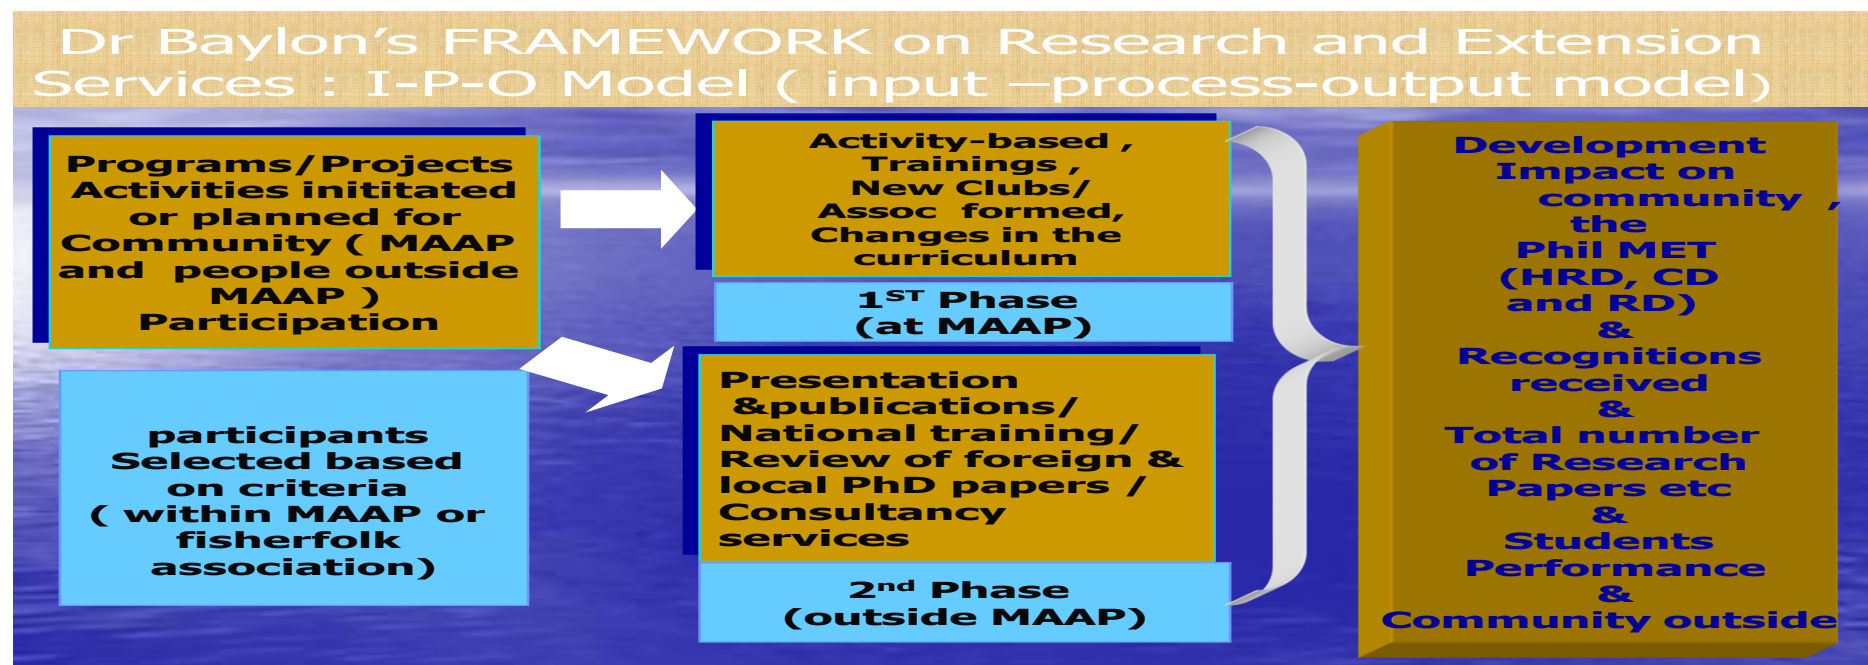 Dr Baylon’s FRAMEWORK on Research and Extension
Services : I-P-O Model ( input –process-output model)
Programs/Projects
Activities inititated
or planned for
Community ( MAAP
and people outside
MAAP )
Participation
participants
Selected based
on criteria
( within MAAP or
fisherfolk
association)
Activity-based ,
Trainings ,
New Clubs/
Assoc formed,
Changes in the
curriculum
1ST Phase
(at MAAP)
Presentation
&publications/
National training/
Review of foreign &
local PhD papers /
Consultancy
services
2nd Phase
(outside MAAP)
Development
Impact on
community ,
the
Phil MET
(HRD, CD
and RD)
&
Recognitions
received
&
Total number
of Research
Papers etc
&
Students
Performance
&
Community outside